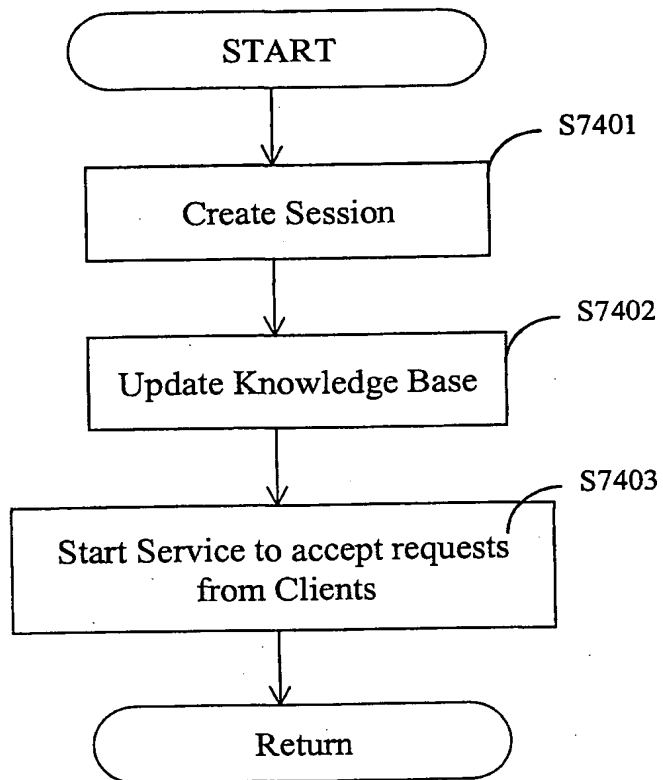 START
S7401
Create Session
S7402
Update Knowledge Base
S7403
Start Service to accept requests
from Clients
Return